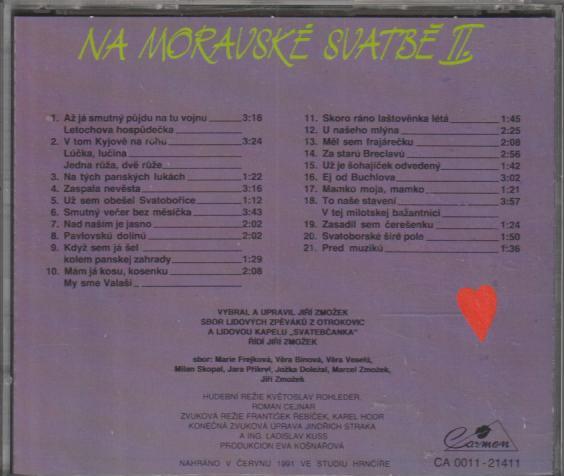 NA MORAVSKÉ SVATBĚ II.
1. Až já smutný půjdu na tu vojnu 3:16
Letochova hospůdečka
2. V tom Kyjově na rohu 3:24
Lúčka, lučina
Jedna růža, dvě růže
3. Na tých panských lukách 1:22
4. Zaspala nevěsta 3:16
5. Už sem obešel Svatobořice 1:12
6. Smutný večer bez měsíčka 3:43
7. Nad naším je jasno 2:02
8. Pavlovskú dolinú 2:02
9. Když sem já šel
kolem panskej zahrady 1:29
10. Mám já kosu, kosenku 2:08
My sme Valaši
11. Skoro ráno laštověnka létá 1:45
12. U našeho mlýna 2:25
13. Měl sem frajárečku 2:08
14. Za starú Breclavú 2:56
15. Už je šohajíček odvedený 1:42
16. Ej od Buchlova 3:02
17. Mamko moja, mamko 1:21
18. To naše stavení 3:57
V tej milotskej bažantnici
19. Zasadil sem čerešenku 1:24
20. Svatoborské širé pole 1:50
21. Pred muzikú 1:36
VYBRAL A UPRAVIL JIŘÍ ZMOŽEK
SBOR LIDOVÝCH ZPĚVÁKŮ Z OTROKOVIC
A LIDOVOU KAPELU „SVATEBČANKA“
ŘÍDÍ JIŘÍ ZMOŽEK
sbor: Marie Frejková, Věra Bínová, Věra Veselá,
Milan Skopal, Jara Přikryl, Jožka Doležal, Marcel Zmožek,
Jiří Zmožek
HUDEBNÍ REŽIE KVĚTOSLAV ROHLEDER,
ROMAN CEJNAR
ZVUKOVÁ REŽIE FRANTIŠEK ŘEBÍČEK, KAREL HODR
KONEČNÁ ZVUKOVÁ ÚPRAVA JINDŘICH STRAKA
A ING. LADISLAV KUSS
PRODUKCION EVA KOŠŇAŘOVÁ
NAHRÁNO V ČERVNU 1991 VE STUDIU HRNČÍŘE
Carmen
CA 0011-21411